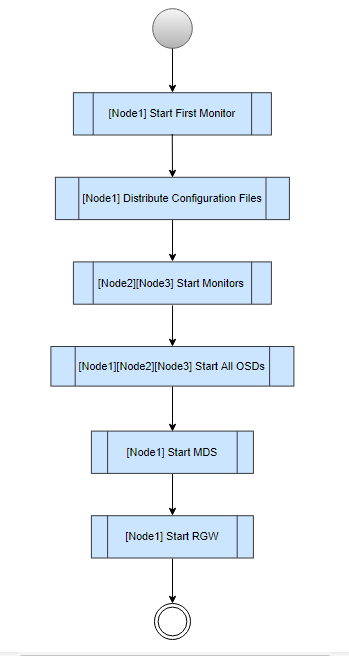 [Node1] Start First Monitor
[Node1] Distribute Configuration Files
[Node2][Node3] Start Monitors
[Node1][Node2][Node3] Start All OSDs
[Node1] Start MDS
[Node1] Start RGW